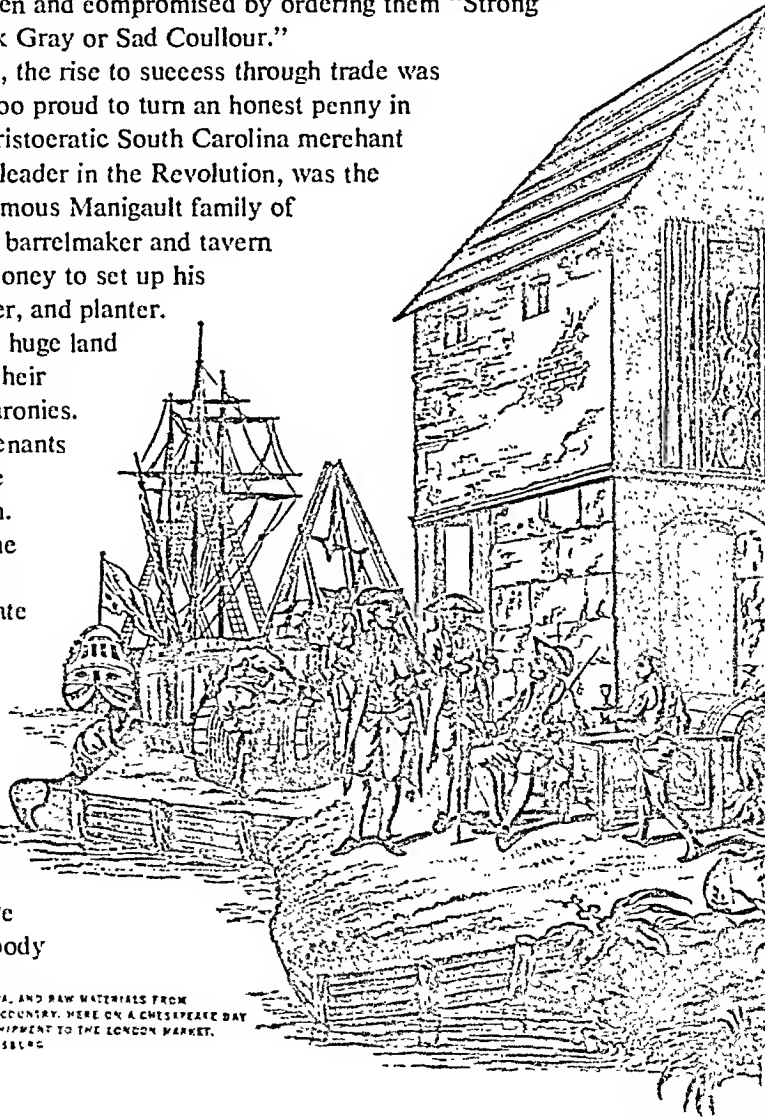 en and compromised by ordering them "Strong
k Gray or Sad Coullour."
, the rise to success through trade was
oo proud to turn an honest penny in
ristocratic South Carolina merchant
leader in the Revolution, was the
mous Manigault family of
barrelmaker and tavern
oney to set up his
er, and planter.
huge land
heir
aronies.
enants
e
n.
he
ate
e
body
A, AND RAW MATERIALS FROM
COUNTRY. HERE ON A CHESAPEAKE BAY
HIPMENT TO THE LONDON MARKET.
SBURG